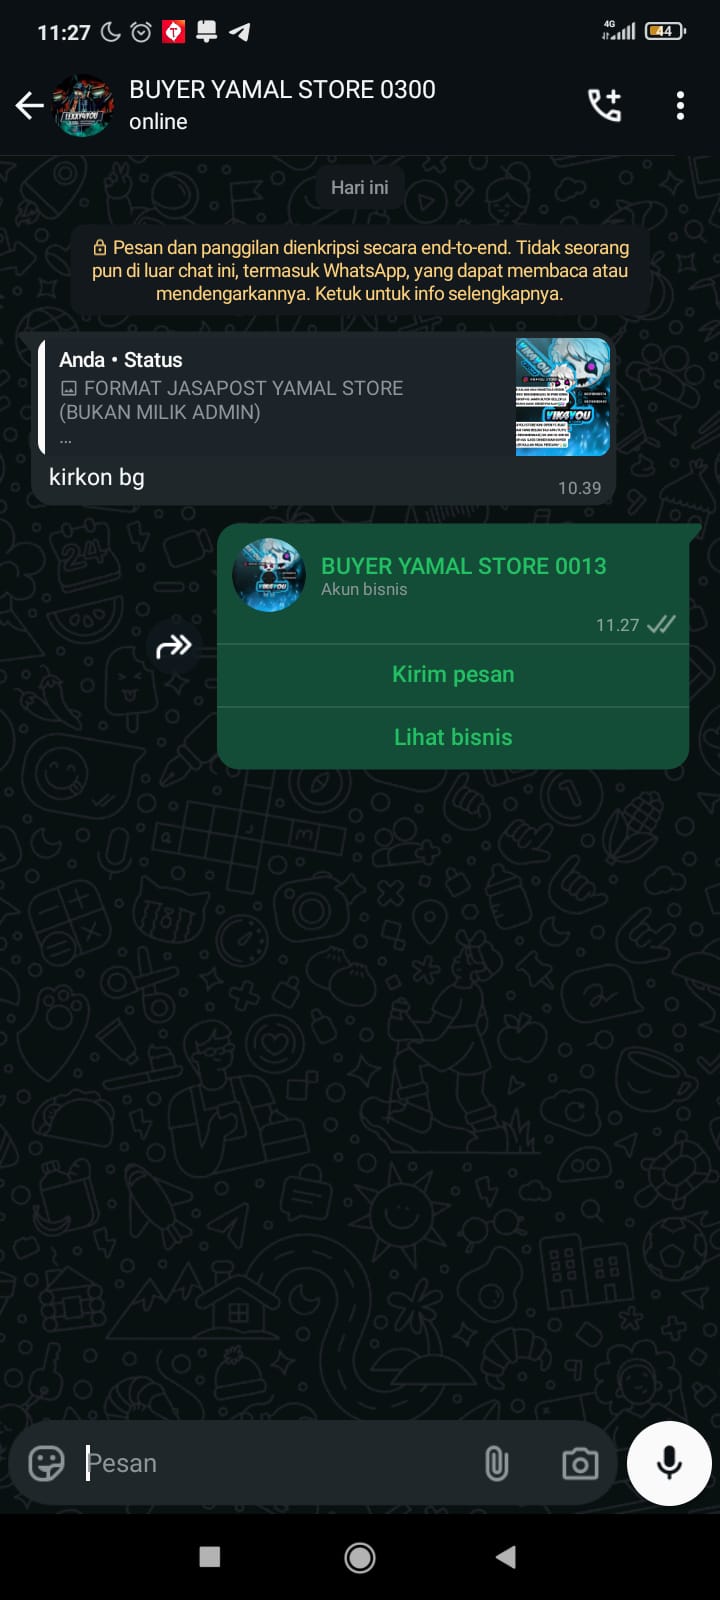 11:27
4G
44
BUYER YAMAL STORE 0300
online
Hari ini
Pesan dan panggilan dienkripsi secara end-to-end. Tidak seorang
pun di luar chat ini, termasuk WhatsApp, yang dapat membaca atau
mendengarkannya. Ketuk untuk info selengkapnya.
Anda • Status
FORMAT JASAPOST YAMAL STORE
(BUKAN MILIK ADMIN)
...
VIK4YOU
kirkon bg
10.39
BUYER YAMAL STORE 0013
Akun bisnis
11.27
Kirim pesan
Lihat bisnis
Pesan